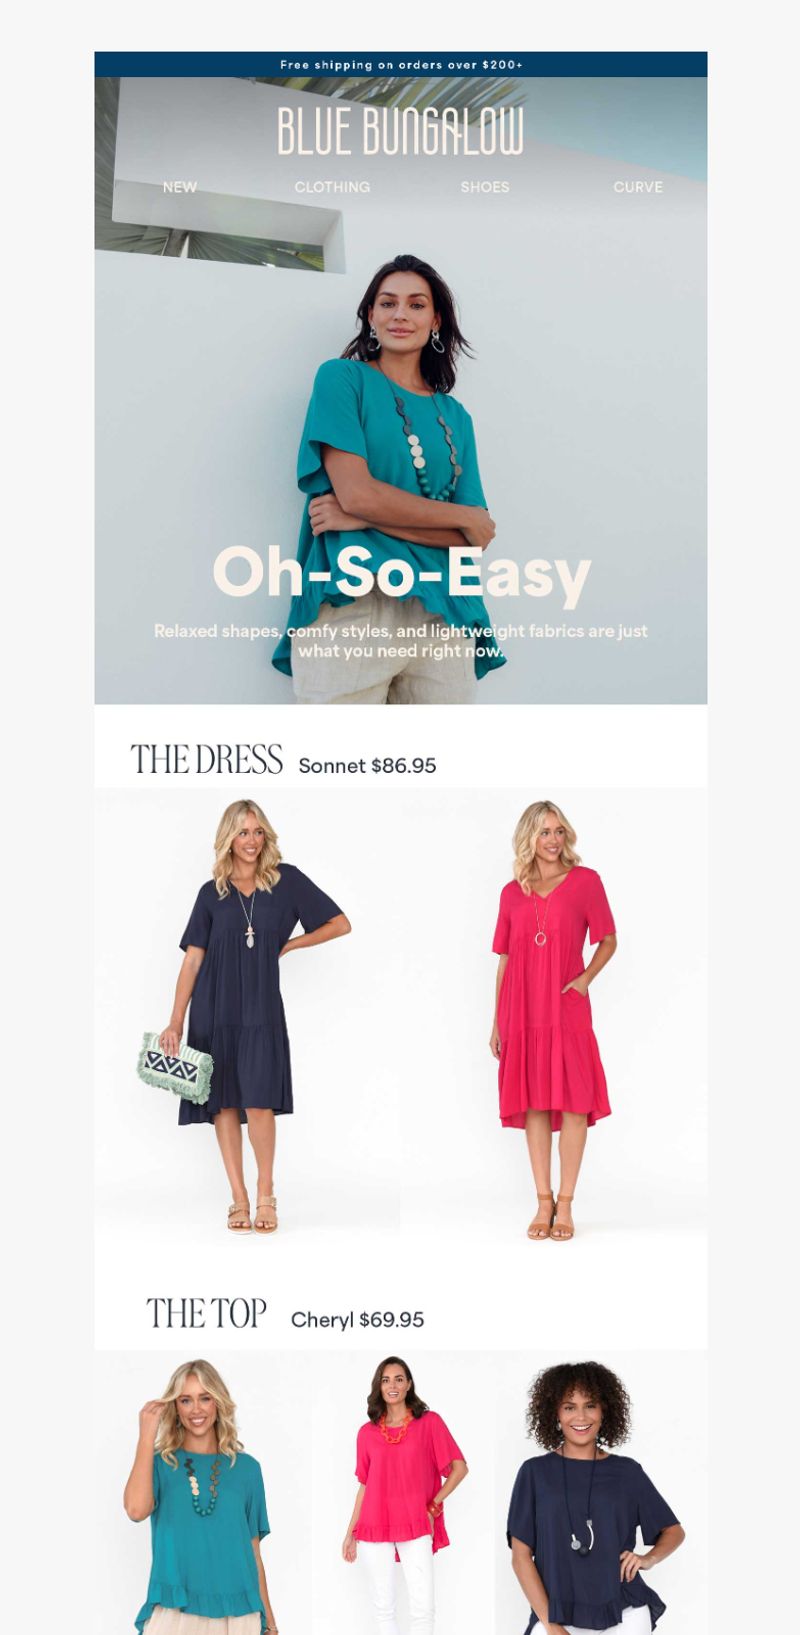 Free shipping on orders over $200+
BLUE BUNGALOW
NEW CLOTHING SHOES CURVE
Oh-So-Easy
Relaxed shapes, comfy styles, and lightweight fabrics are just
what you need right now.
THE DRESS Sonnet $86.95
THE TOP Cheryl $69.95